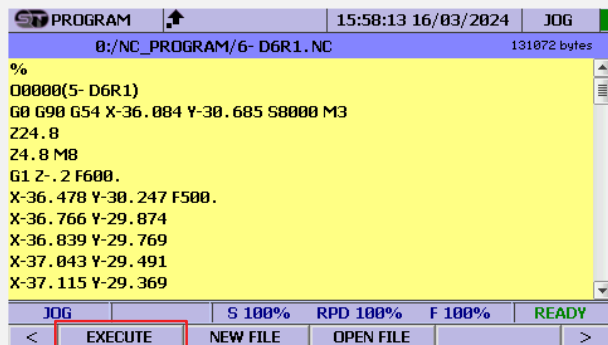 PROGRAM 15:58:13 16/03/2024 JOG
0:/NC_PROGRAM/6- D6R1.NC 131072 bytes
%
O0000(5- D6R1)
G0 G90 G54 X-36.084 Y-30.685 S8000 M3
Z24.8
Z4.8 M8
G1 Z-.2 F600.
X-36.478 Y-30.247 F500.
X-36.766 Y-29.874
X-36.839 Y-29.769
X-37.043 Y-29.491
X-37.115 Y-29.369
JOG S 100% RPD 100% F 100% READY
< EXECUTE NEW FILE OPEN FILE >